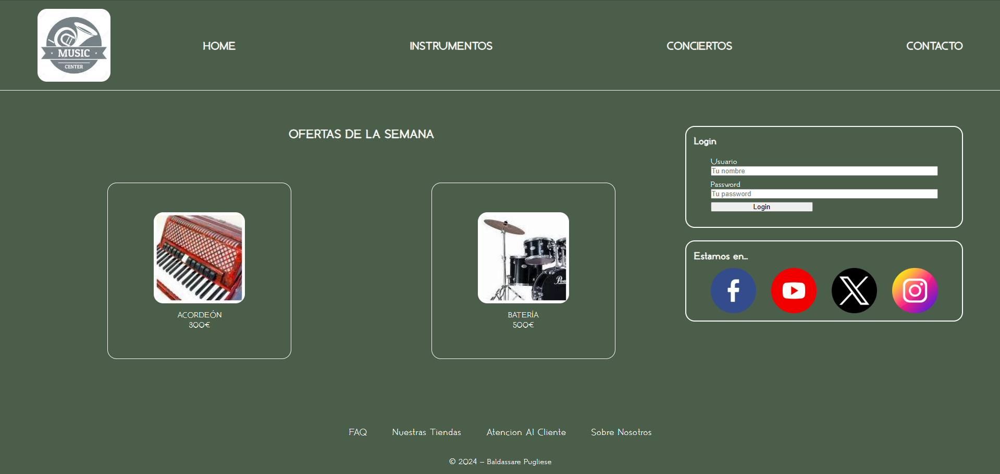 MUSIC
CENTER
HOME
INSTRUMENTOS
CONCIERTOS
CONTACTO
OFERTAS DE LA SEMANA
ACORDEÓN
300€
BATERÍA
500€
Login
Usuario
Tu nombre
Password
Tu password
Login
Estamos en...
FAQ
Nuestras Tiendas
Atencion Al Cliente
Sobre Nosotros
© 2024 – Baldassare Pugliese